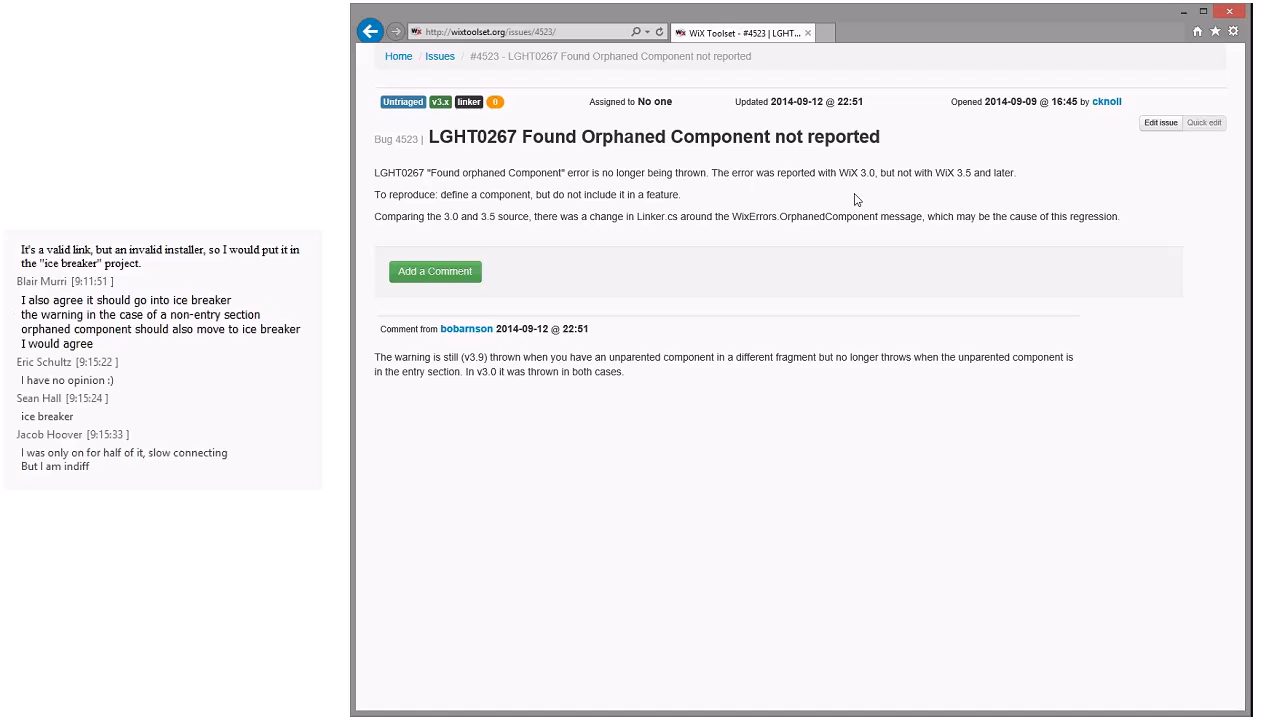 It's a valid link, but an invalid installer, so I would put it in
the "ice breaker" project.
Blair Murri [9:11:51 ]
I also agree it should go into ice breaker
the warning in the case of a non-entry section
orphaned component should also move to ice breaker
I would agree
Eric Schultz [9:15:22 ]
I have no opinion :)
Sean Hall [9:15:24 ]
ice breaker
Jacob Hoover [9:15:33 ]
I was only on for half of it, slow connecting
But I am indiff
http://wixtoolset.org/issues/4523/
WiX Toolset - #4523 | LGHT...
Home / Issues / #4523 - LGHT0267 Found Orphaned Component not reported
Untriaged v3.x linker 0 Assigned to No one Updated 2014-09-12 @ 22:51 Opened 2014-09-09 @ 16:45 by cknoll
Edit issue Quick edit
Bug 4523 | LGHT0267 Found Orphaned Component not reported
LGHT0267 "Found orphaned Component" error is no longer being thrown. The error was reported with WiX 3.0, but not with WiX 3.5 and later.
To reproduce: define a component, but do not include it in a feature.
Comparing the 3.0 and 3.5 source, there was a change in Linker.cs around the WixErrors.OrphanedComponent message, which may be the cause of this regression.
Add a Comment
Comment from bobarnson 2014-09-12 @ 22:51
The warning is still (v3.9) thrown when you have an unparented component in a different fragment but no longer throws when the unparented component is
in the entry section. In v3.0 it was thrown in both cases.